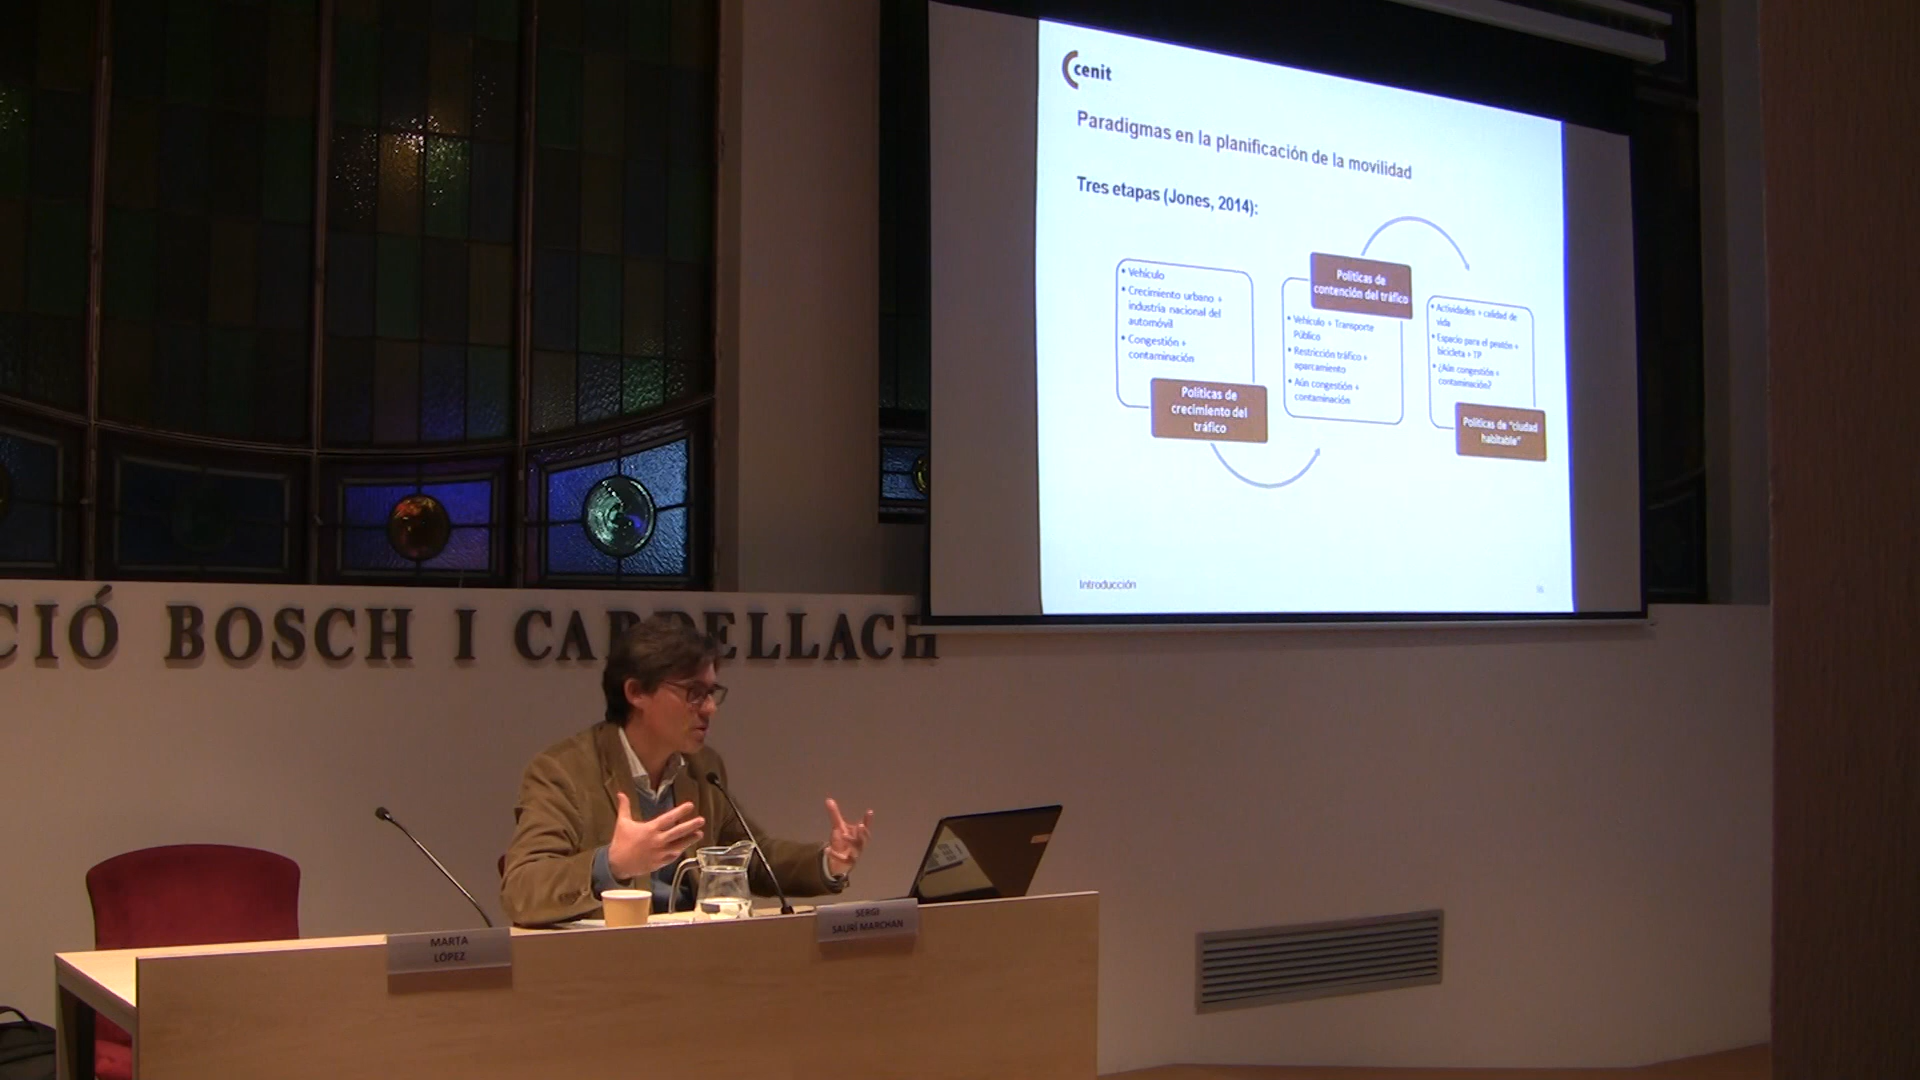 cenit
Paradigmas en la planificación de la movilidad
Tres etapas (Jones, 2014):
• Vehículo
• Crecimiento urbano +
industria nacional del
automóvil
• Congestión +
contaminación
Políticas de
crecimiento del
tráfico
Políticas de
contención del tráfico
• Vehículo + Transporte
Público
• Restricción tráfico +
aparcamiento
• Aún congestión +
contaminación
• Actividades + calidad de
vida
• Espacio para el peatón +
bicicleta + TP
• ¿Aún congestión +
contaminación?
Políticas de "ciudad
habitable"
Introducción
CIÓ BOSCH I CARDELLACH
MARTA
LÓPEZ
SERGI
SAURÍ MARCHAN